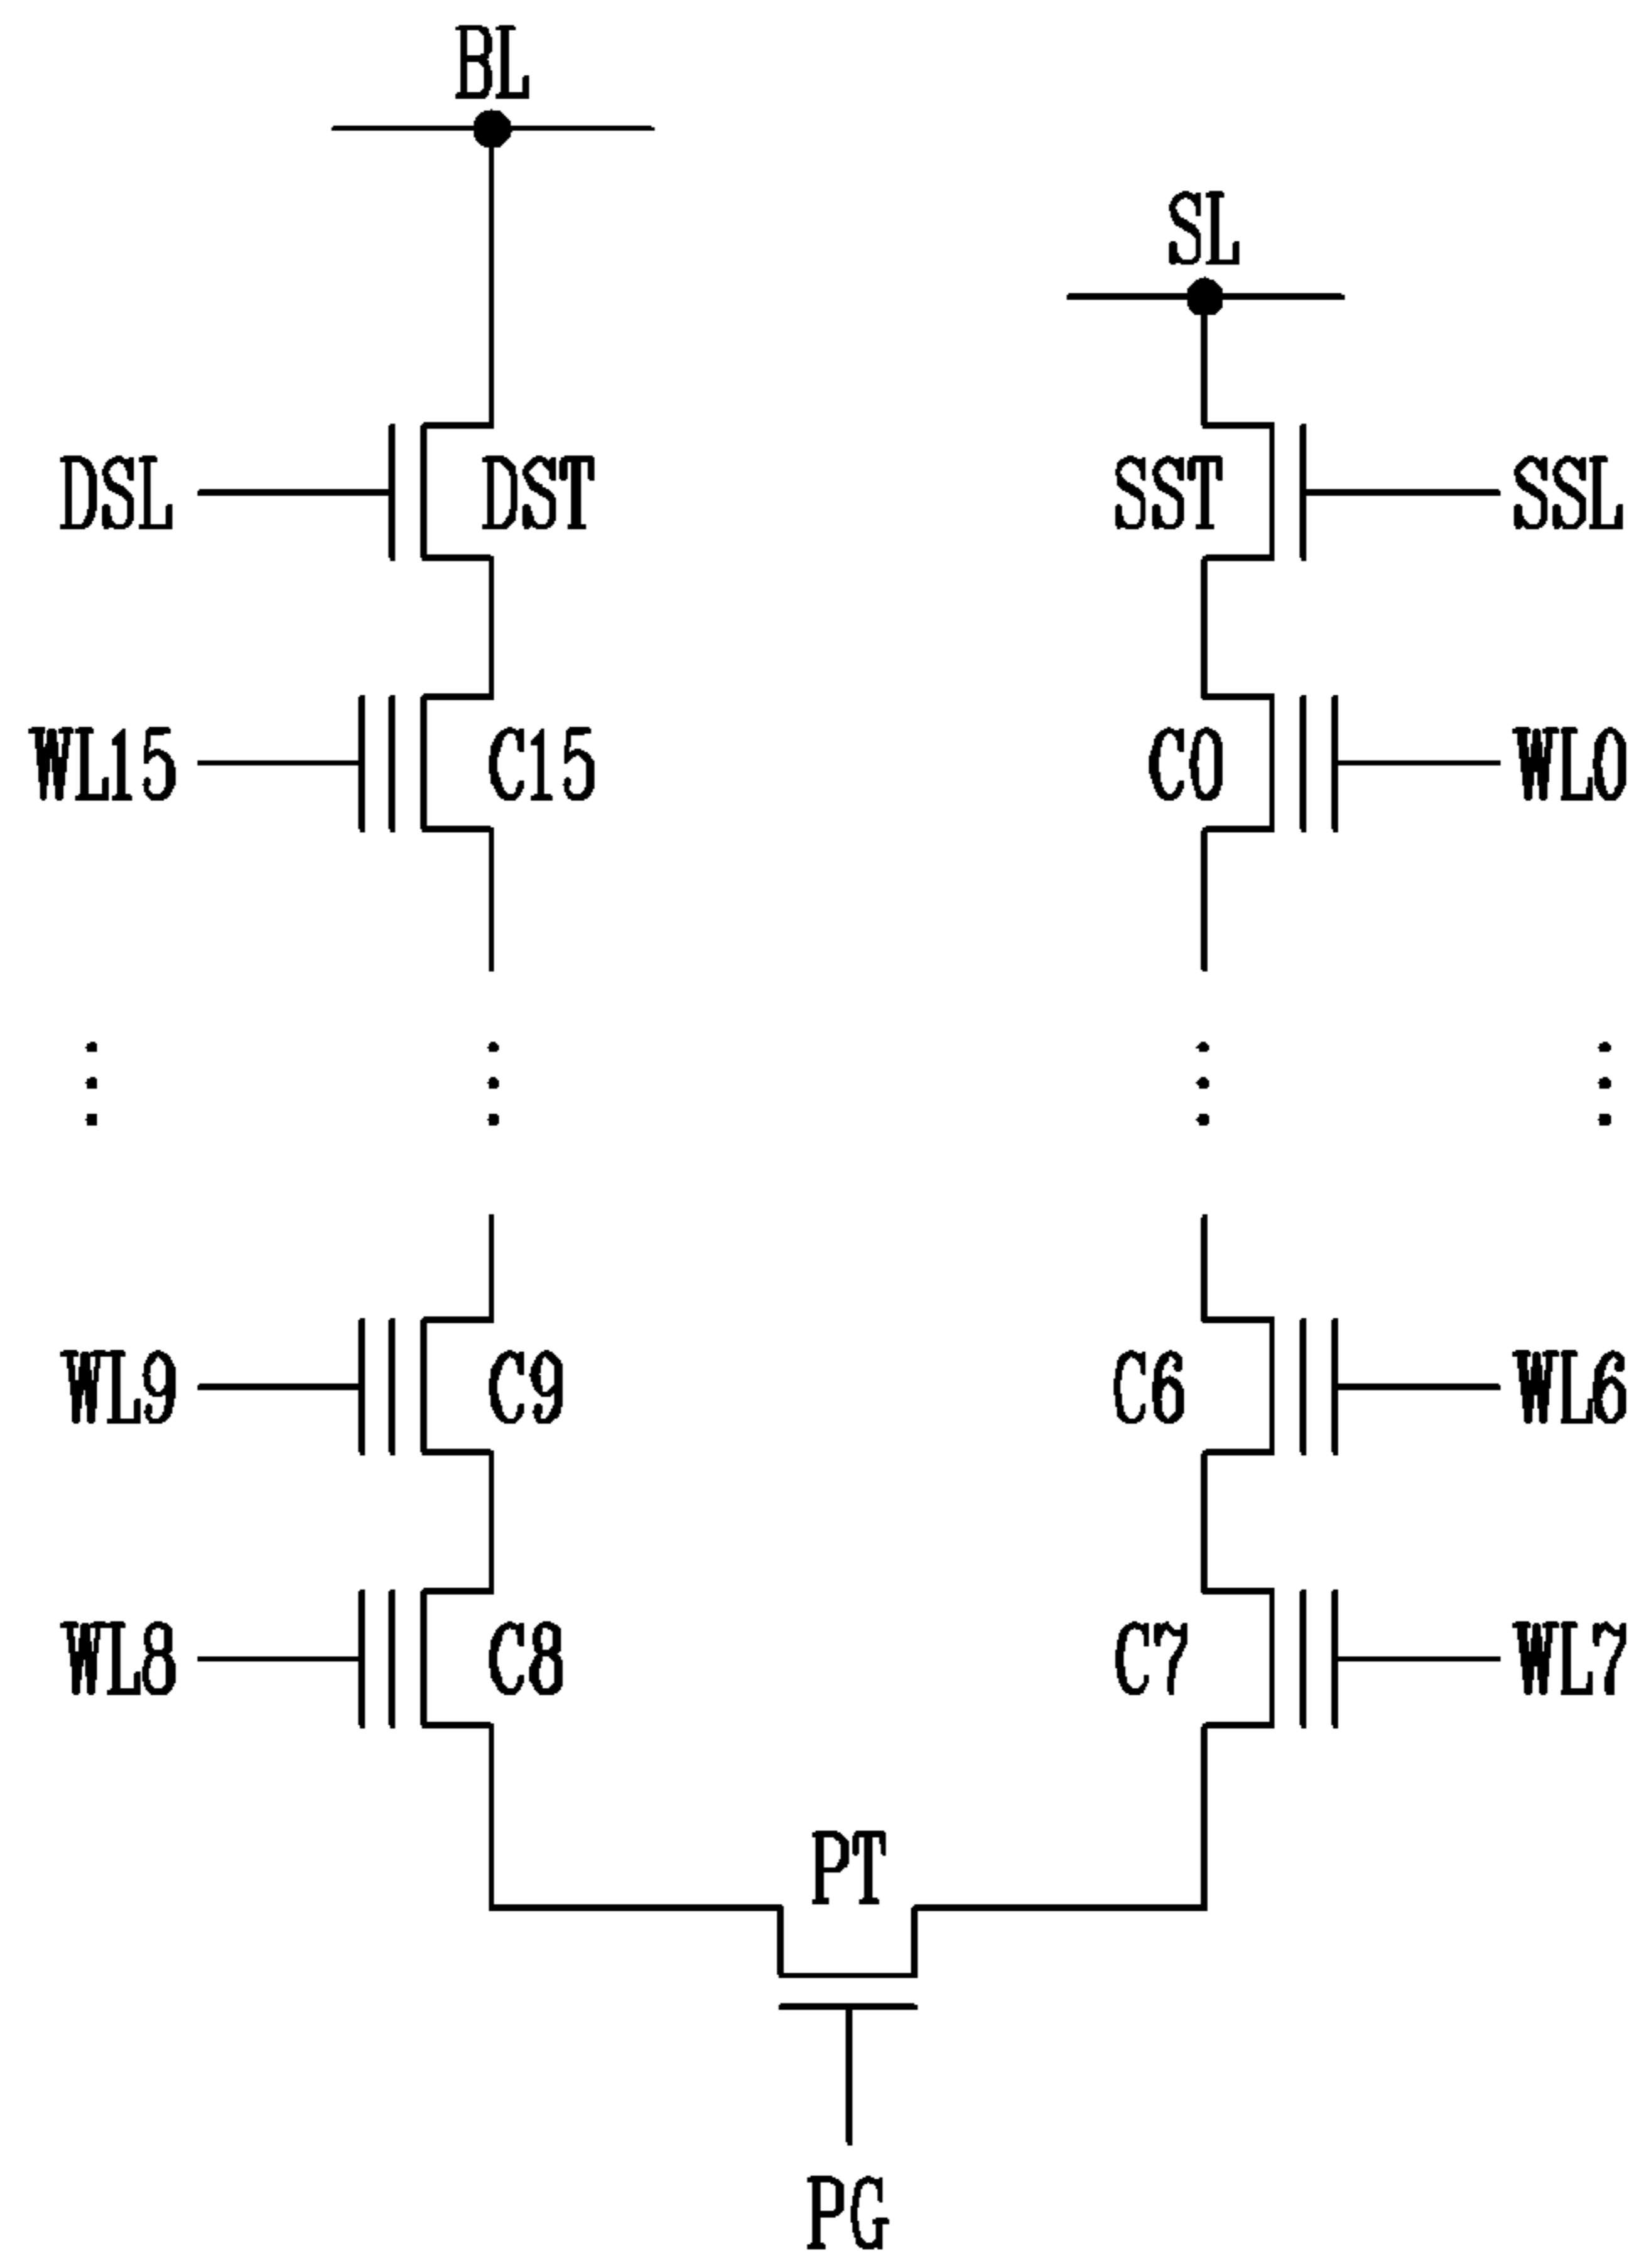 BL
SL
DSL DST SST SSL
WL15 C15 C0 WL0
WL9 C9 C6 WL6
WL8 C8 C7 WL7
PT
PG